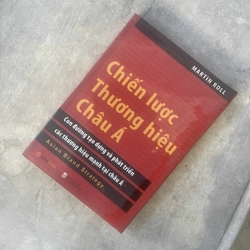 MARTIN ROLL
Chiến lược
Thương hiệu
Châu Á
Con đường tạo dựng và phát triển
các thương hiệu mạnh tại châu Á
Asian Brand Strategy